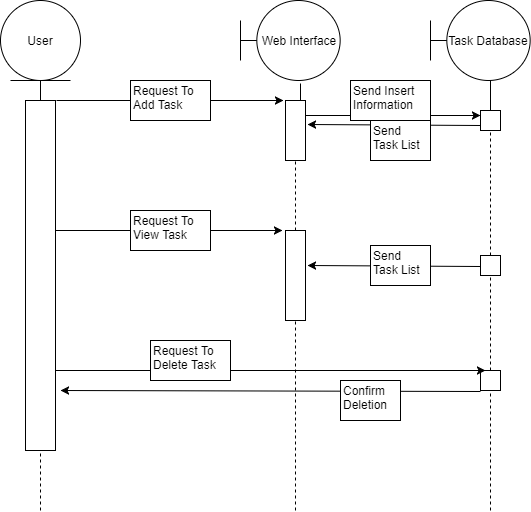 User
Web Interface
Task Database
Request To
Add Task
Send Insert
Information
Send
Task List
Request To
View Task
Send
Task List
Request To
Delete Task
Confirm
Deletion